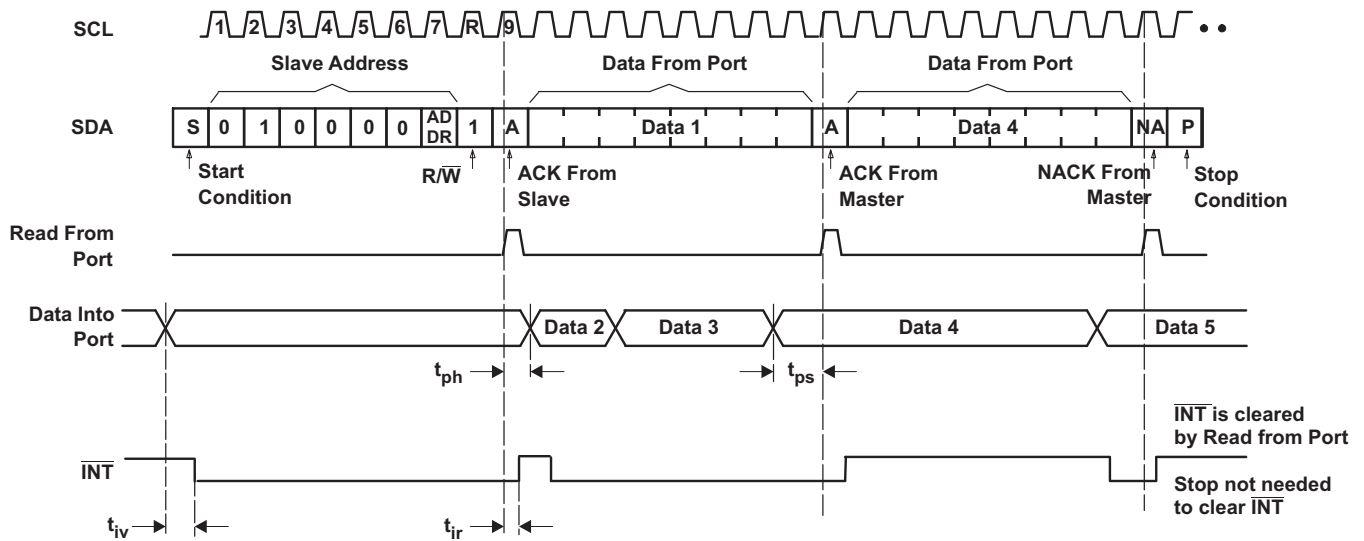 SCL 1 2 3 4 5 6 7 R 9
Slave Address Data From Port Data From Port
SDA S 0 1 0 0 0 0 AD DR 1 A Data 1 A Data 4 NA P
Start Condition
R/W
ACK From Slave
ACK From Master
NACK From Master
Stop Condition
Read From Port
Data Into Port
Data 2 Data 3 Data 4 Data 5
tph tps
INT is cleared by Read from Port
INT
Stop not needed to clear INT
tiv tir